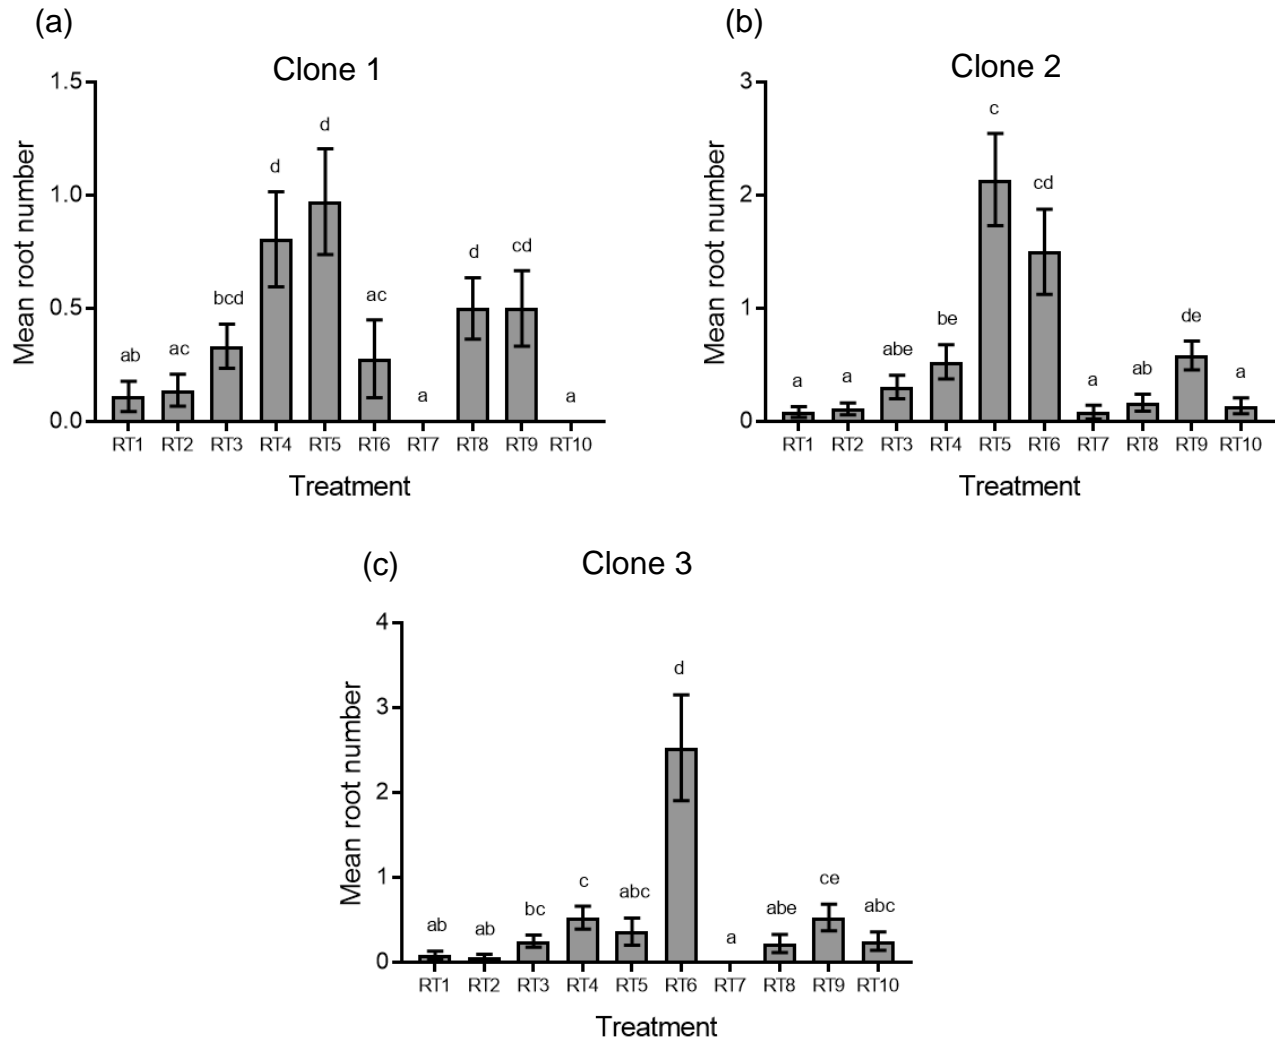 (a)
Clone 1
Mean root number
1.5
1.0
0.5
0.0
ab
ac
bcd
d
d
ac
a
d
cd
a
RT1 RT2 RT3 RT4 RT5 RT6 RT7 RT8 RT9 RT10
Treatment
(b)
Clone 2
Mean root number
3
2
1
0
a
a
abe
be
c
cd
a
ab
de
a
RT1 RT2 RT3 RT4 RT5 RT6 RT7 RT8 RT9 RT10
Treatment
(c)
Clone 3
Mean root number
4
3
2
1
0
ab
ab
bc
c
abc
d
a
abe
ce
abc
RT1 RT2 RT3 RT4 RT5 RT6 RT7 RT8 RT9 RT10
Treatment